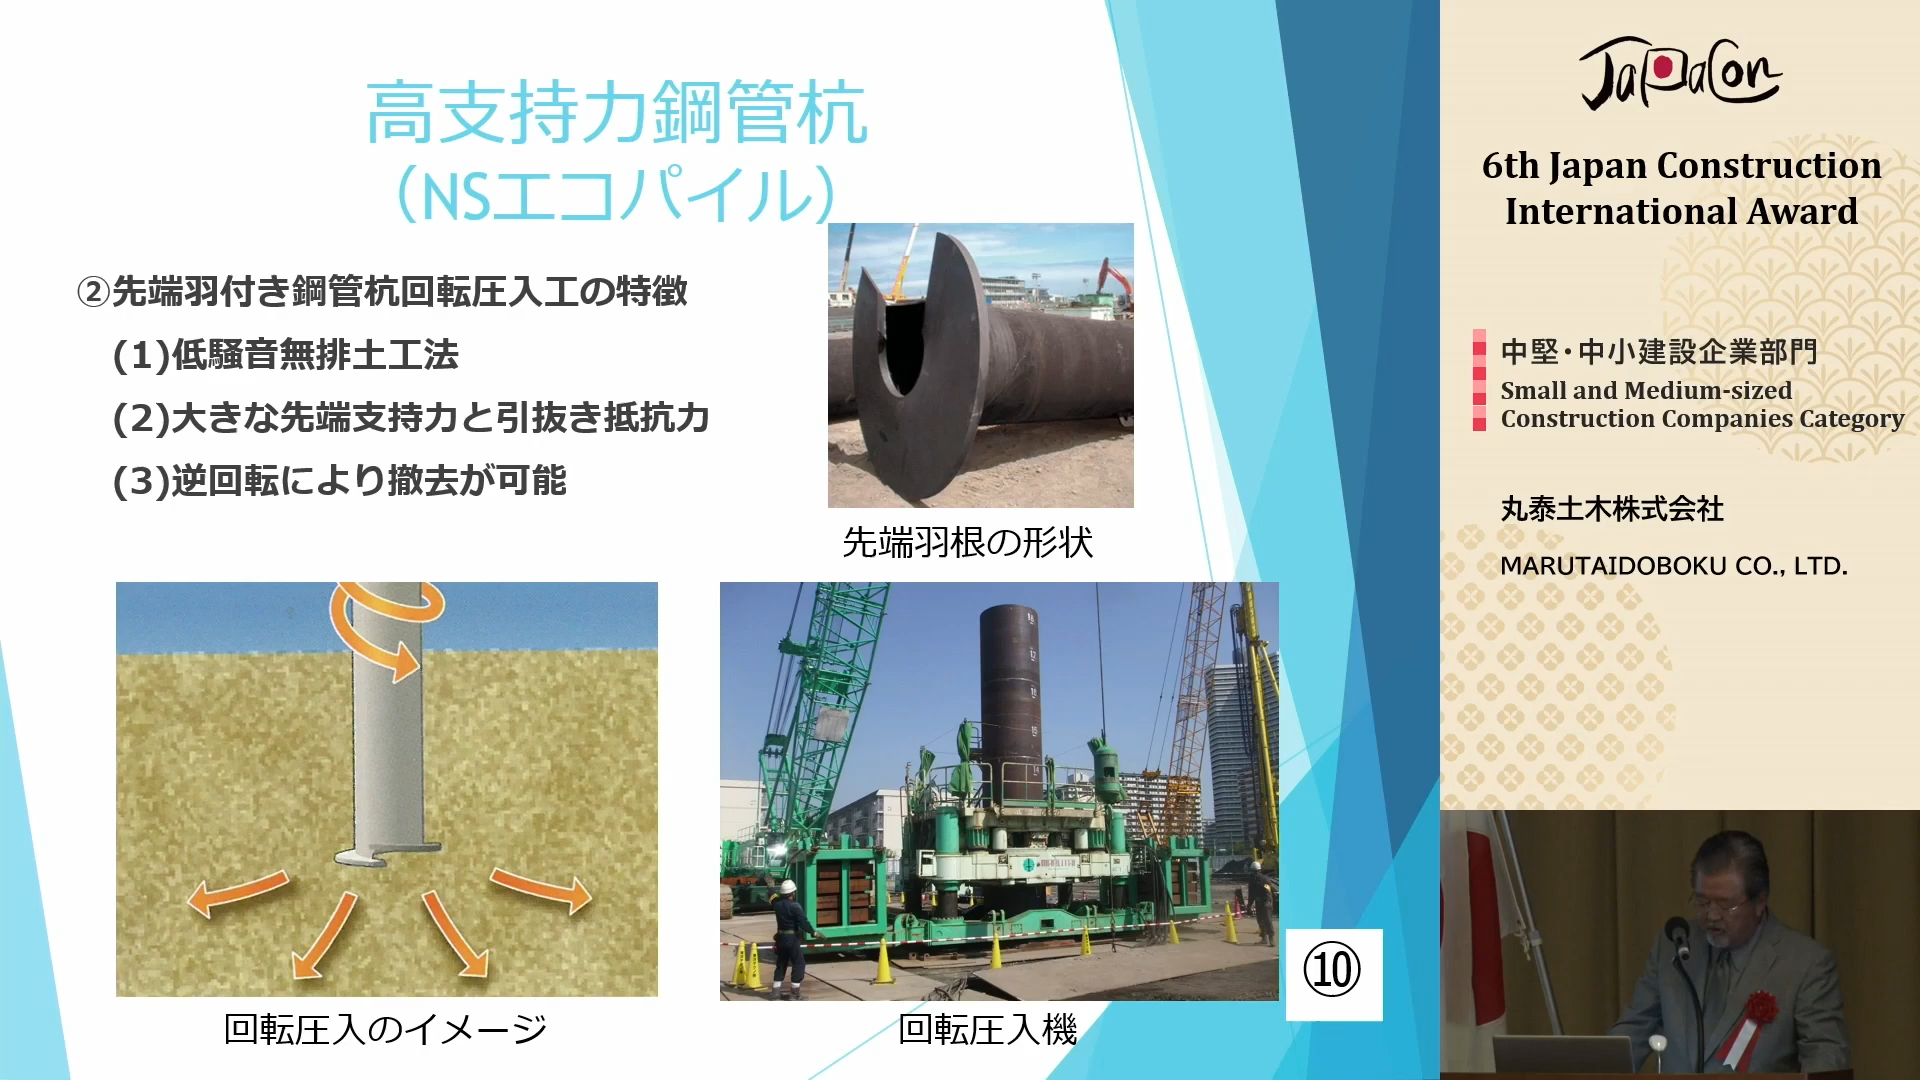 高支持力鋼管杭
（NSエコパイル）
②先端羽付き鋼管杭回転圧入工の特徴
(1)低騒音無排土工法
(2)大きな先端支持力と引抜き抵抗力
(3)逆回転により撤去が可能
先端羽根の形状
回転圧入のイメージ
回転圧入機
⑩
JaPaCon
6th Japan Construction
International Award
中堅・中小建設企業部門
Small and Medium-sized
Construction Companies Category
丸泰土木株式会社
MARUTAIDOBOKU CO., LTD.